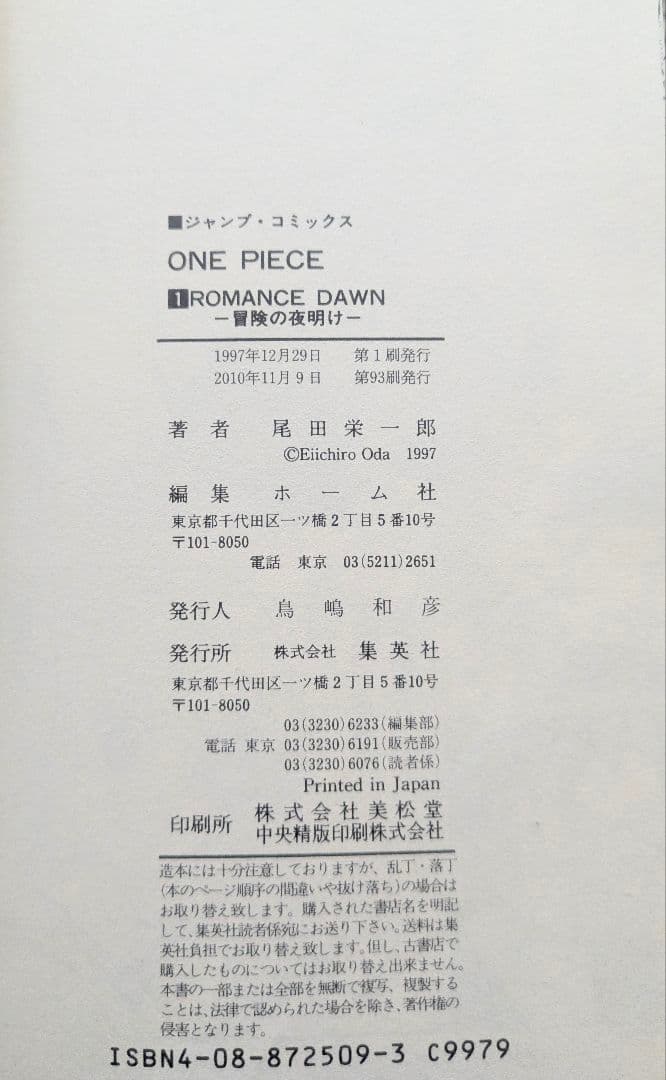 ■ジャンプ・コミックス
ONE PIECE
1ROMANCE DAWN
―冒険の夜明け―
1997年12月29日 第1刷発行
2010年11月9日 第93刷発行
著者 尾田栄一郎
©Eiichiro Oda 1997
編集 ホーム社
東京都千代田区一ツ橋2丁目5番10号
〒101-8050
電話 東京 03(5211)2651
発行人 鳥嶋和彦
発行所 株式会社 集英社
東京都千代田区一ツ橋2丁目5番10号
〒101-8050
03(3230)6233(編集部)
電話 東京 03(3230)6191(販売部)
03(3230)6076(読者係)
Printed in Japan
印刷所 株式会社美松堂
中央精版印刷株式会社
造本には十分注意しておりますが、乱丁・落丁
(本のページ順序の間違いや抜け落ち)の場合は
お取り替え致します。購入された書店名を明記
して、集英社読者係宛にお送り下さい。送料は集
英社負担でお取り替え致します。但し、古書店で
購入したものについてはお取り替え出来ません。
本書の一部または全部を無断で複写、複製する
ことは、法律で認められた場合を除き、著作権の
侵害となります。
ISBN4-08-872509-3 C9979